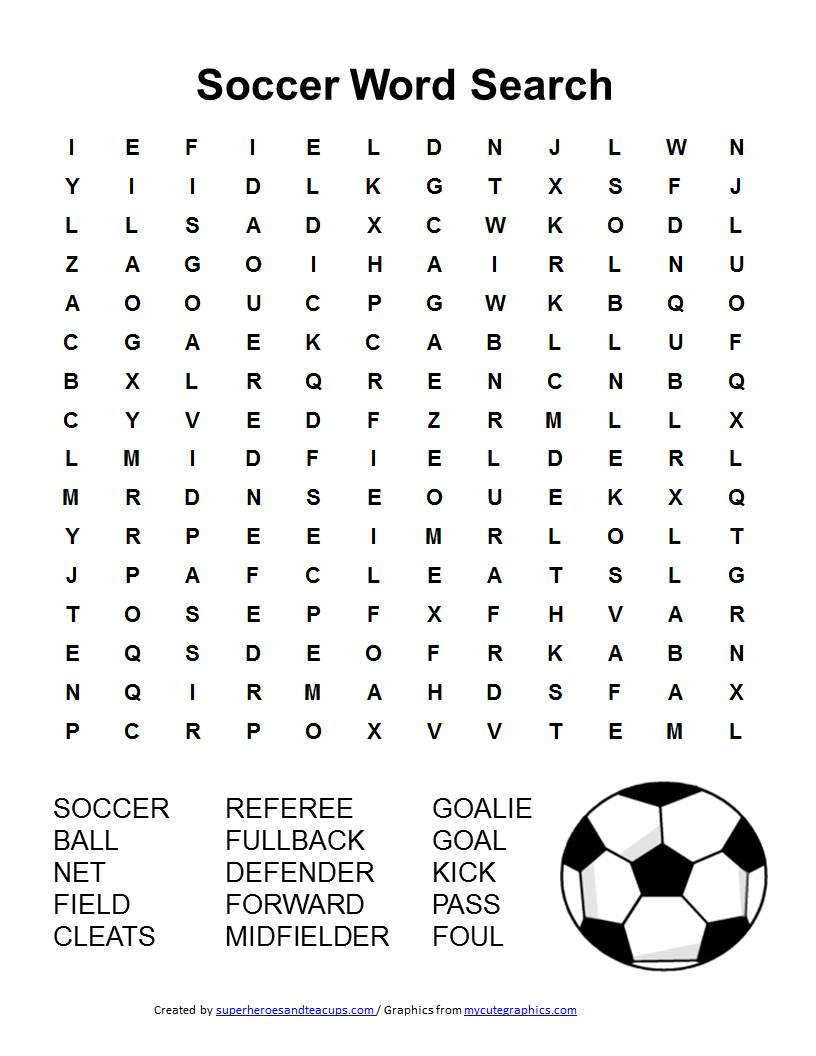 Soccer Word Search
I E F I E L D N J L W N
Y I I D L K G T X S F J
L L S A D X C W K O D L
Z A G O I H A I R L N U
A O O U C P G W K B Q O
C G A E K C A B L L U F
B X L R Q R E N C N B Q
C Y V E D F Z R M L L X
L M I D F I E L D E R L
M R D N S E O U E K X Q
Y R P E E I M R L O L T
J P A F C L E A T S L G
T O S E P F X F H V A R
E Q S D E O F R K A B N
N Q I R M A H D S F A X
P C R P O X V V T E M L
SOCCER REFEREE GOALIE
BALL FULLBACK GOAL
NET DEFENDER KICK
FIELD FORWARD PASS
CLEATS MIDFIELDER FOUL
Created by superheroesandteacups.com / Graphics from mycutegraphics.com